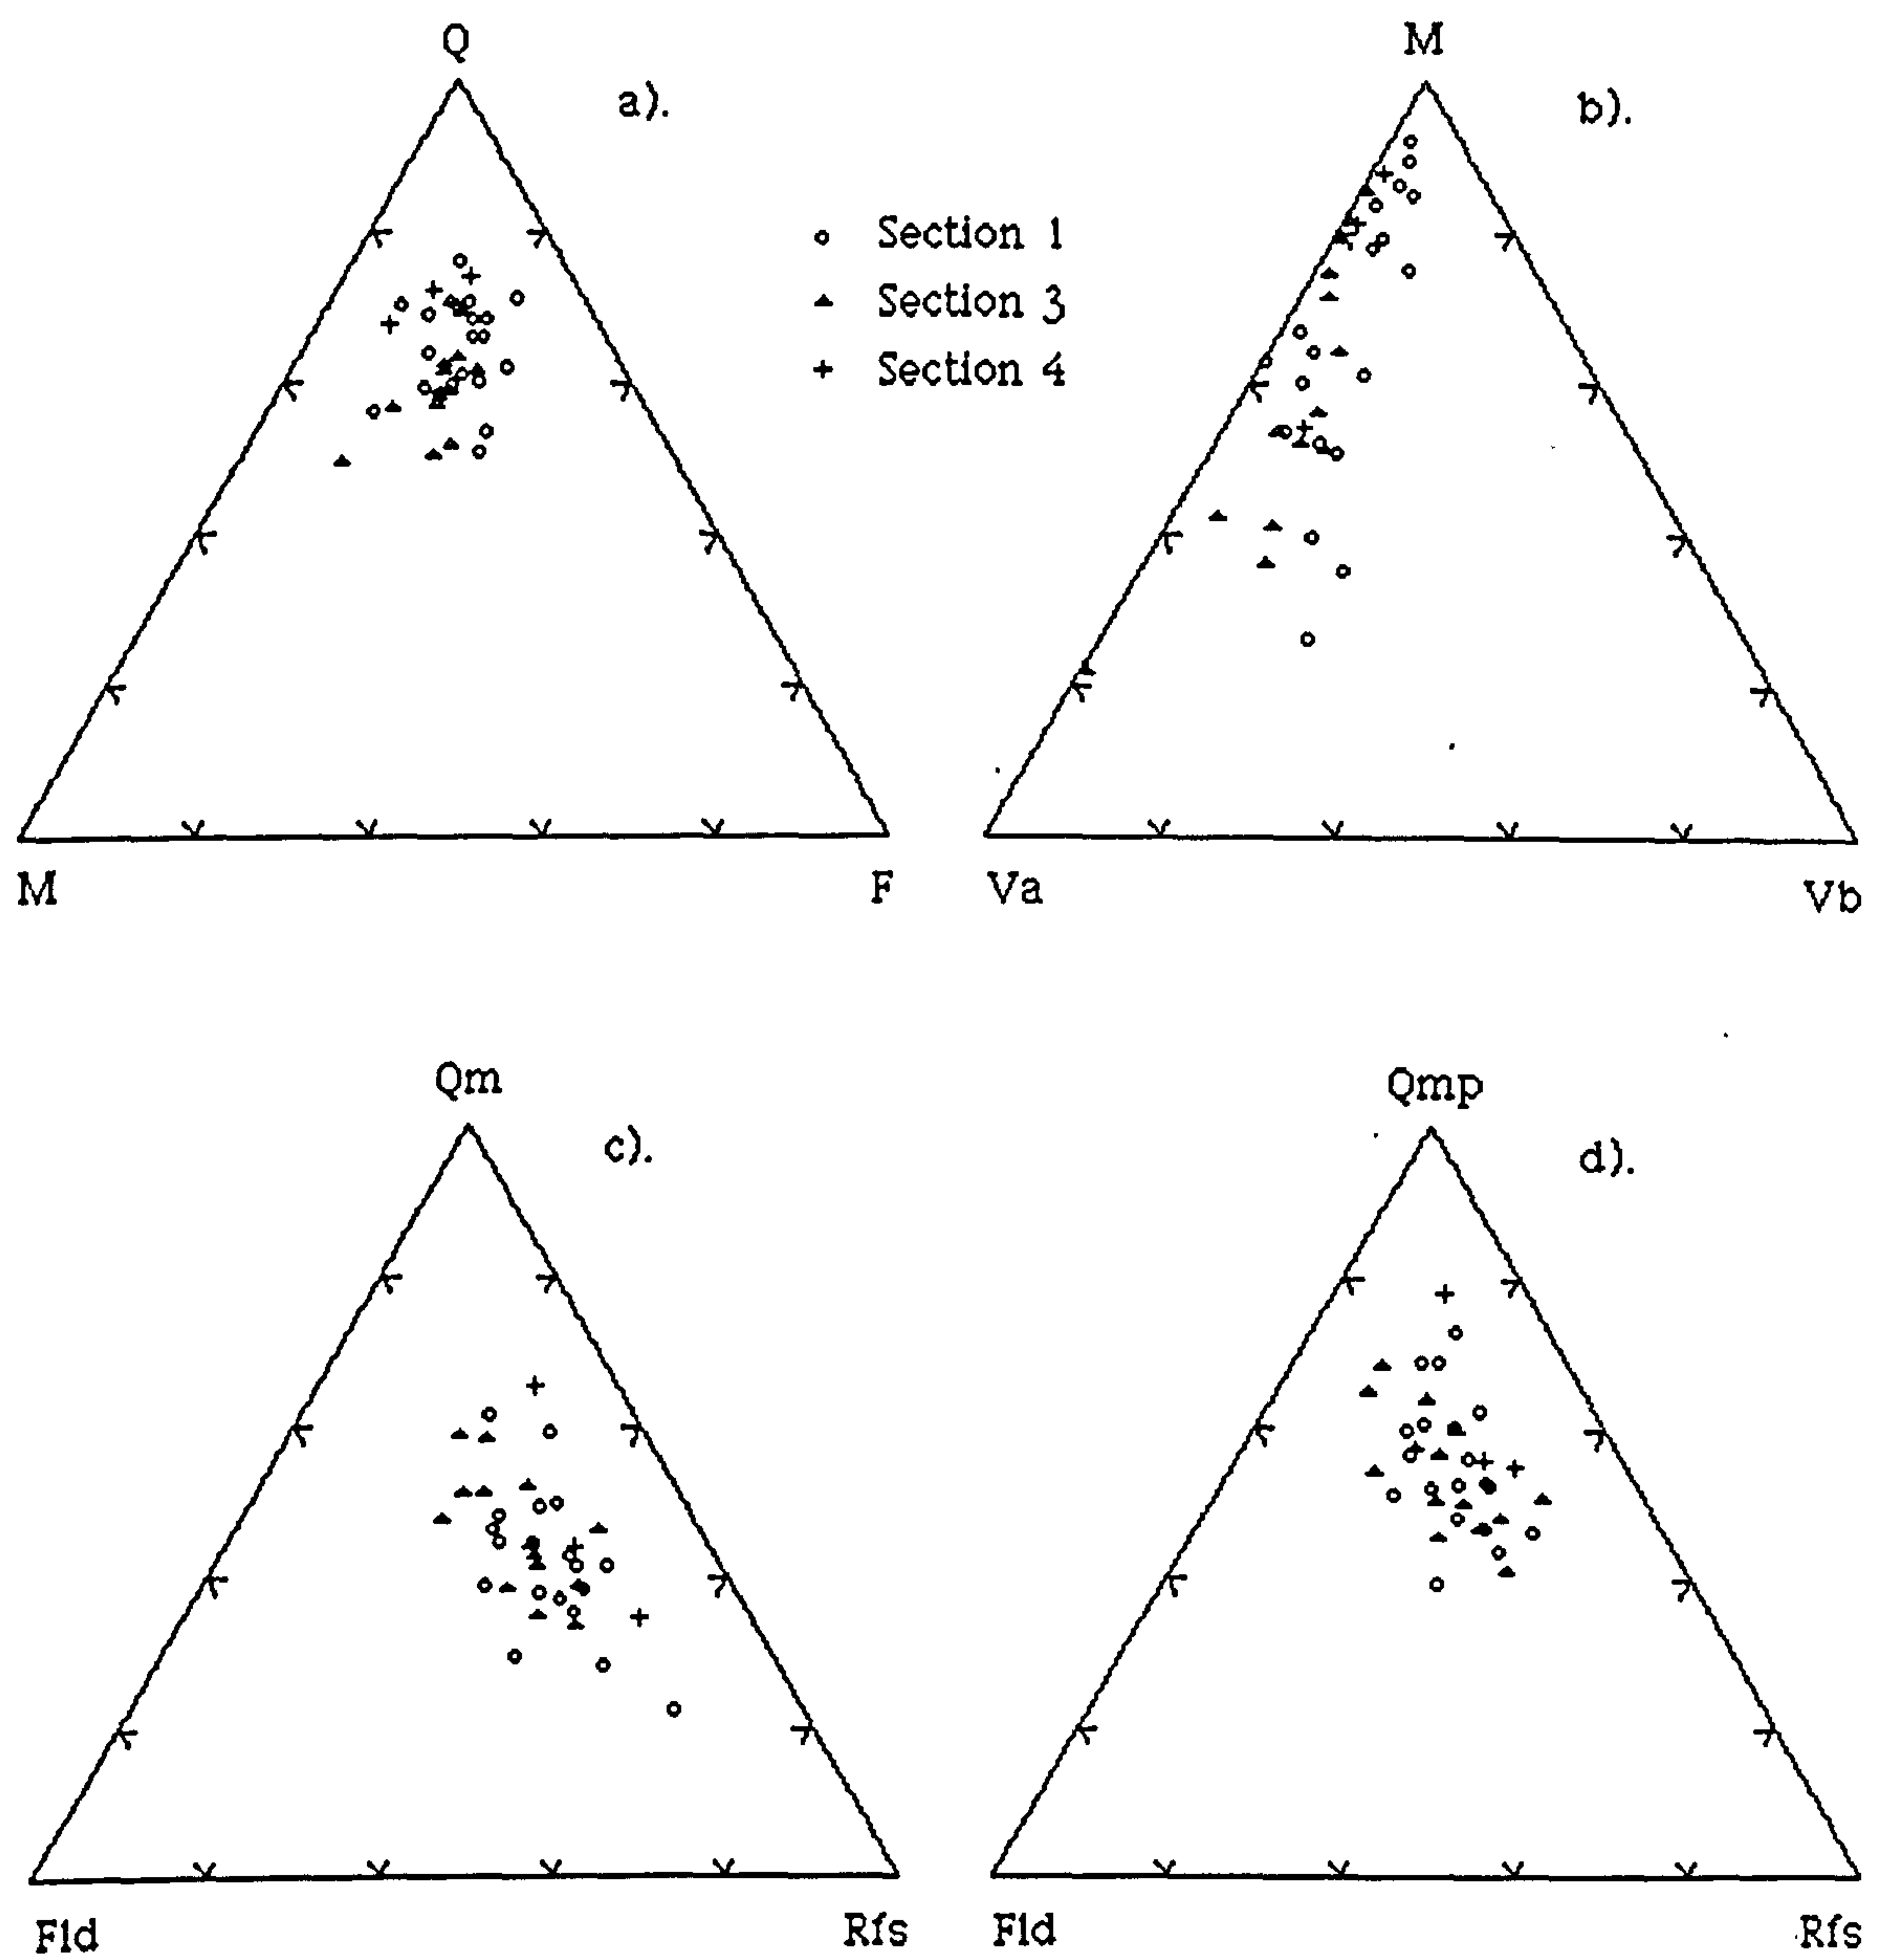 Q
a).
M
F
Section 1
Section 3
Section 4
M
b).
Va
Vb
Qm
c).
Fld
Rfs
Qmp
d).
Fld
Rfs